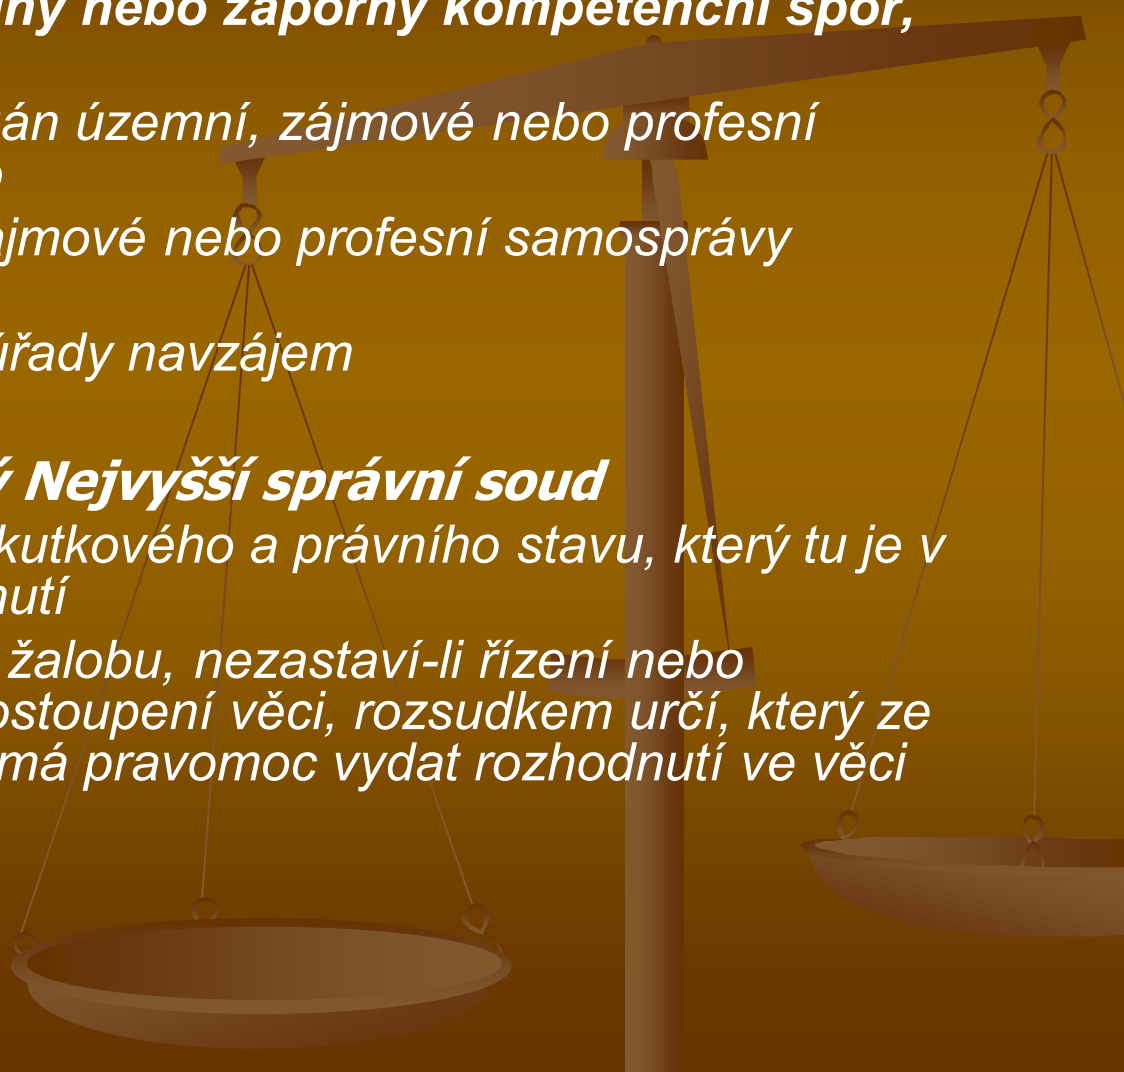 ný nebo záporný kompetenční spor,
án územní, zájmové nebo profesní
jmové nebo profesní samosprávy
úřady navzájem
ý Nejvyšší správní soud
kutkového a právního stavu, který tu je v
nutí
žalobu, nezastaví-li řízení nebo
ostoupení věci, rozsudkem určí, který ze
má pravomoc vydat rozhodnutí ve věci